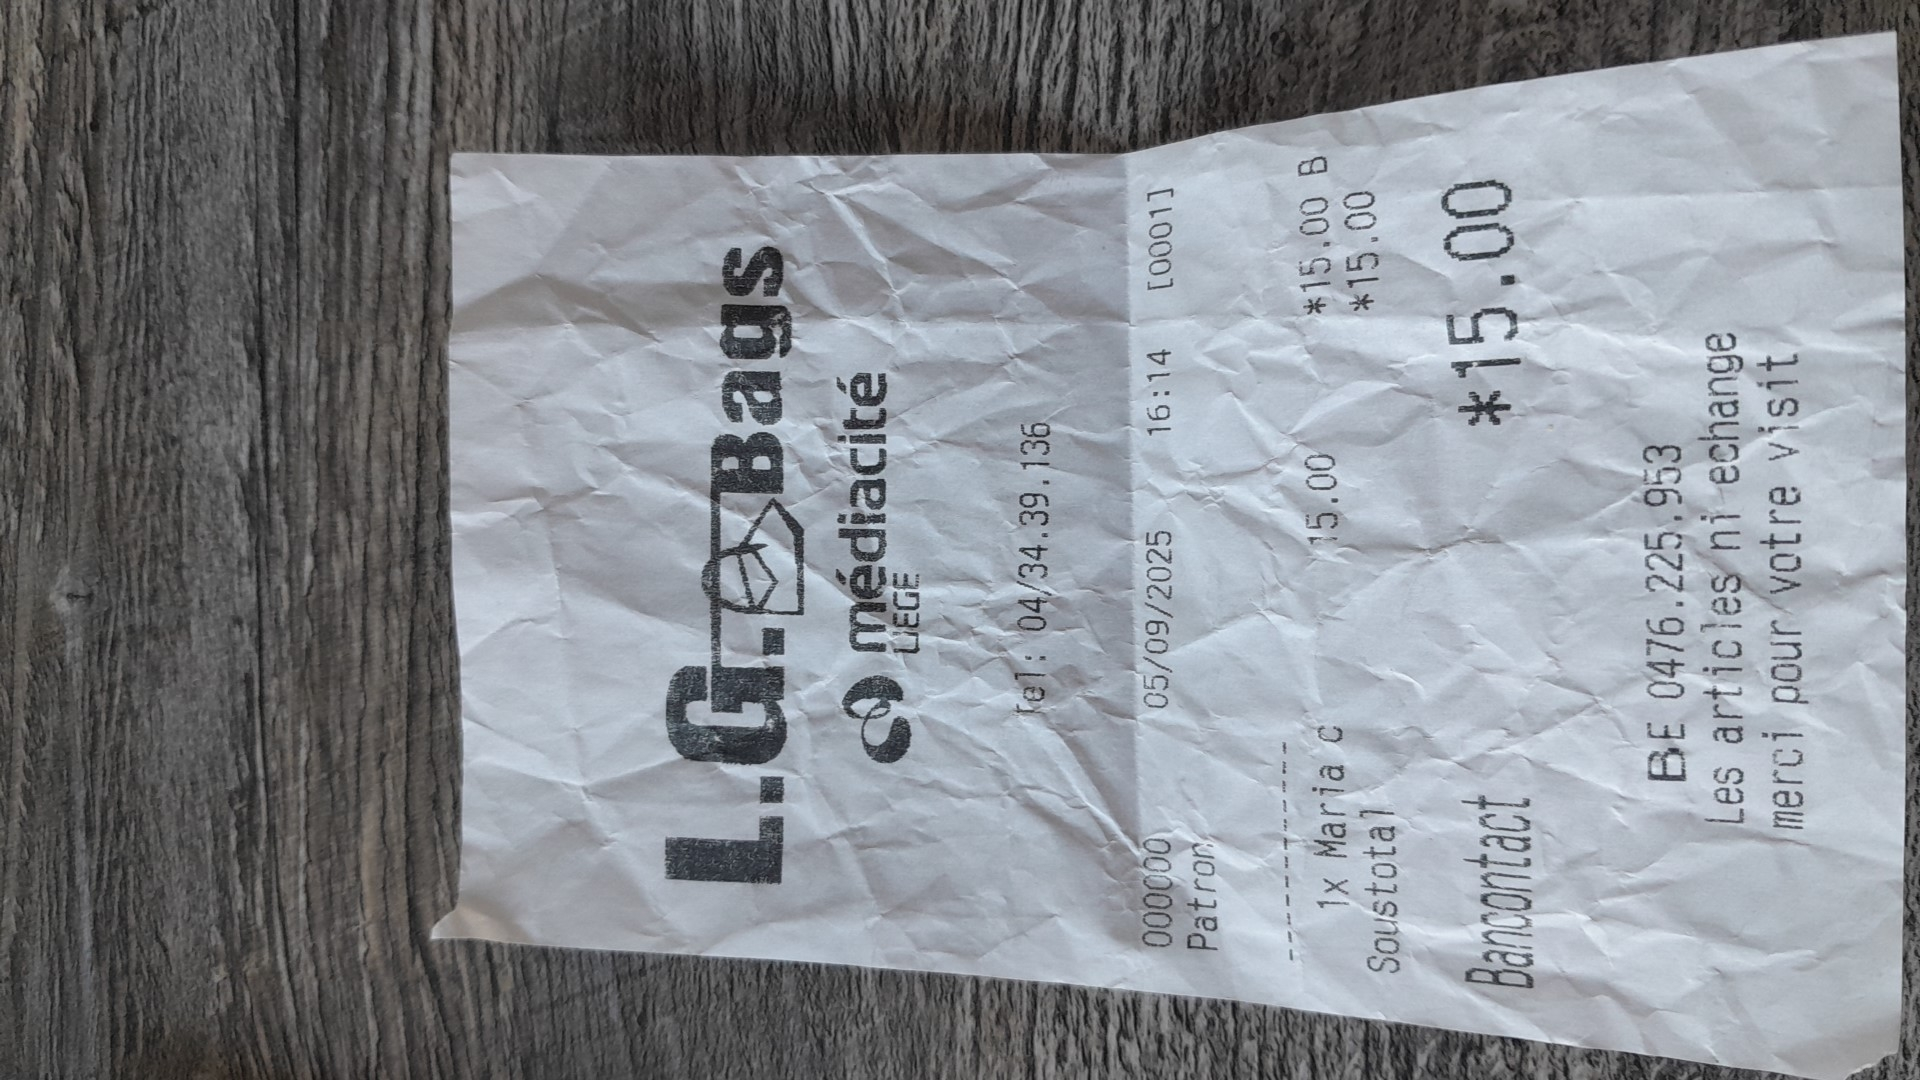 L.G. Bags
médiacité
LIEGE
Tel: 04/34.39.136
000000 05/09/2025 16:14 [0001]
Patron
--------------
1x Maria c 15.00 *15.00 B
Soustotal *15.00
Bancontact *15.00
BE 0476.225.953
Les articles ni echange
merci pour votre visit